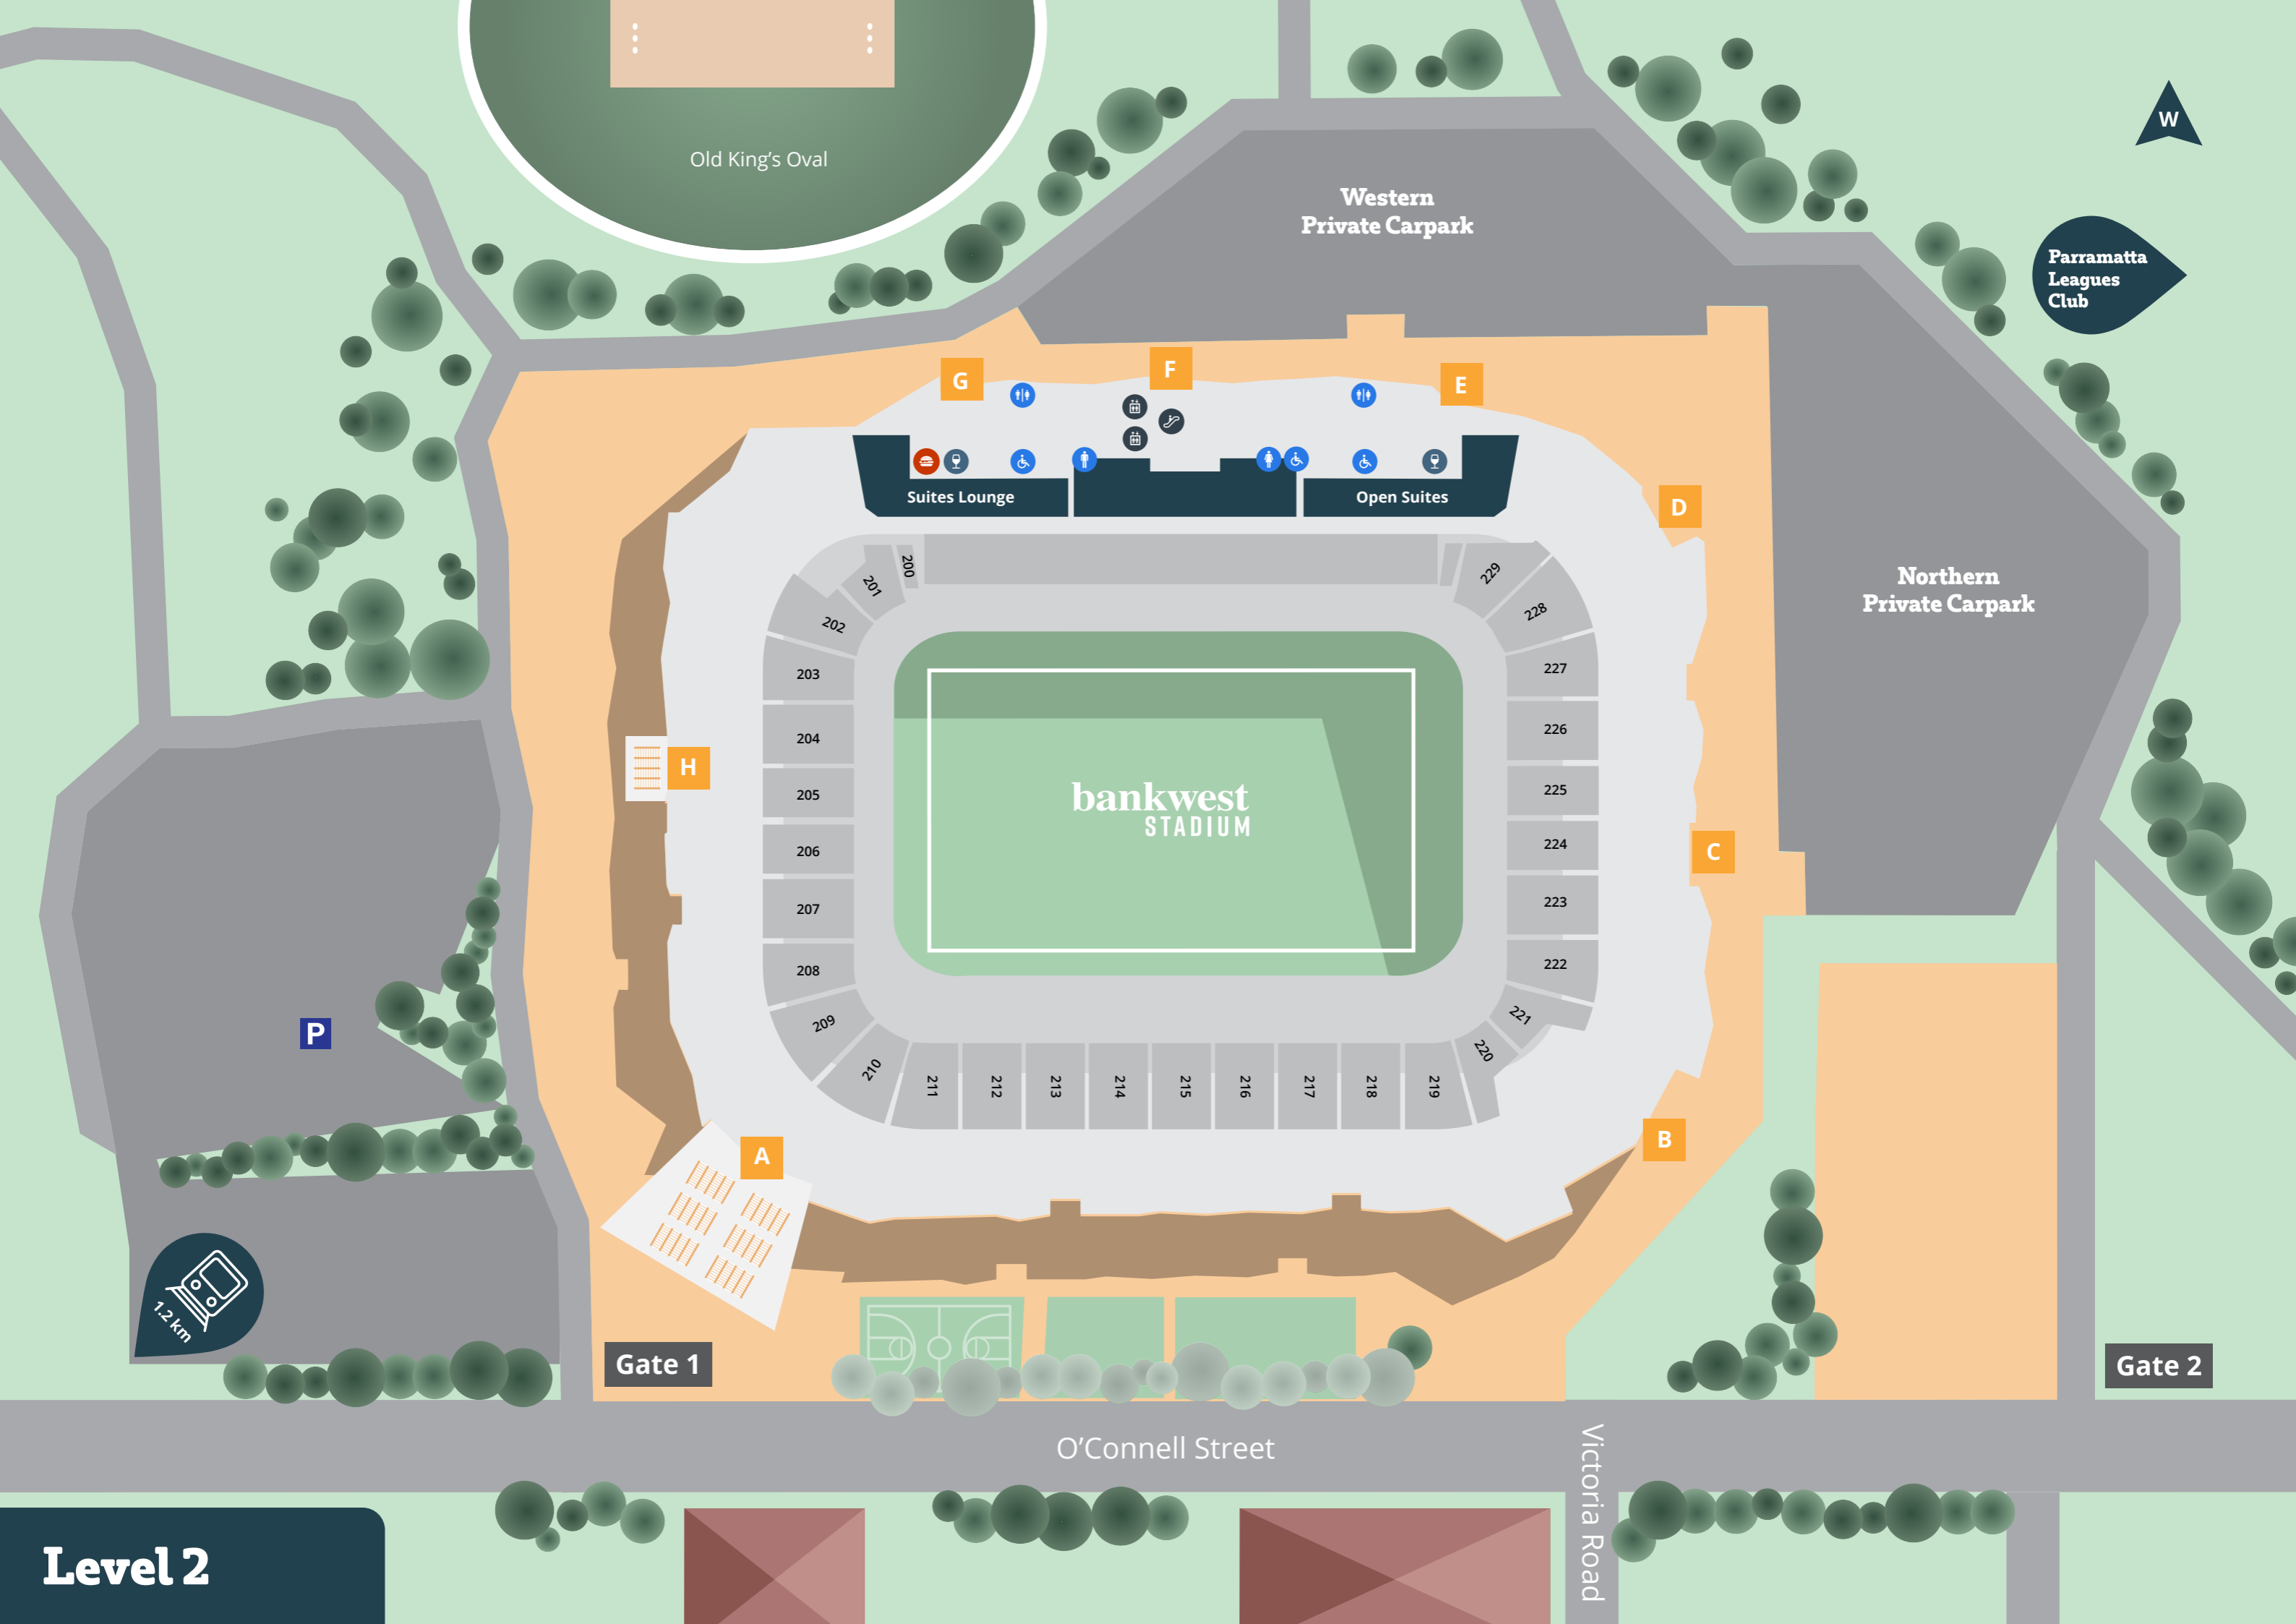 Old King's Oval
Western
Private Carpark
W
Parramatta
Leagues
Club
G
F
E
D
Suites Lounge
Open Suites
200
201
202
203
204
205
206
207
208
209
210
211
212
213
214
215
216
217
218
219
220
221
222
223
224
225
226
227
228
229
Northern
Private Carpark
H
bankwest
STADIUM
C
P
A
B
1.2 km
Gate 1
Gate 2
O'Connell Street
Victoria Road
Level 2